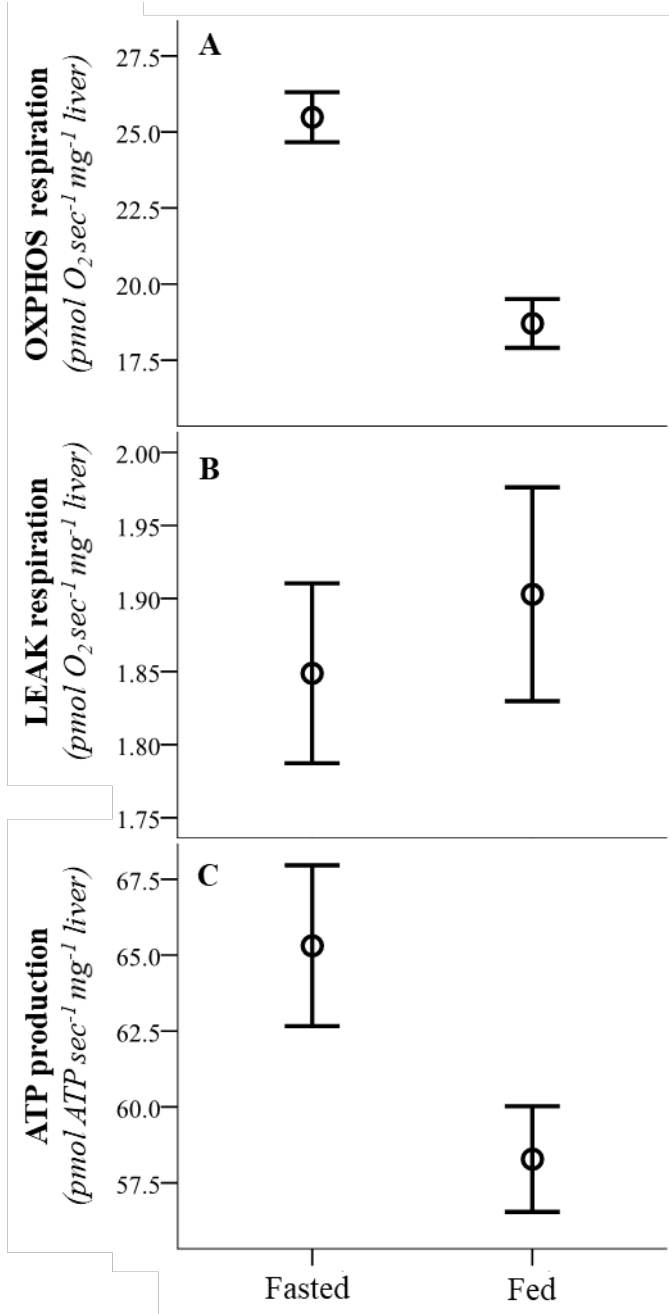 A
OXPHOS respiration
(pmol O₂ sec⁻¹ mg⁻¹ liver)
27.5
25.0
22.5
20.0
17.5
B
LEAK respiration
(pmol O₂ sec⁻¹ mg⁻¹ liver)
2.00
1.95
1.90
1.85
1.80
1.75
C
ATP production
(pmol ATP sec⁻¹ mg⁻¹ liver)
67.5
65.0
62.5
60.0
57.5
Fasted Fed